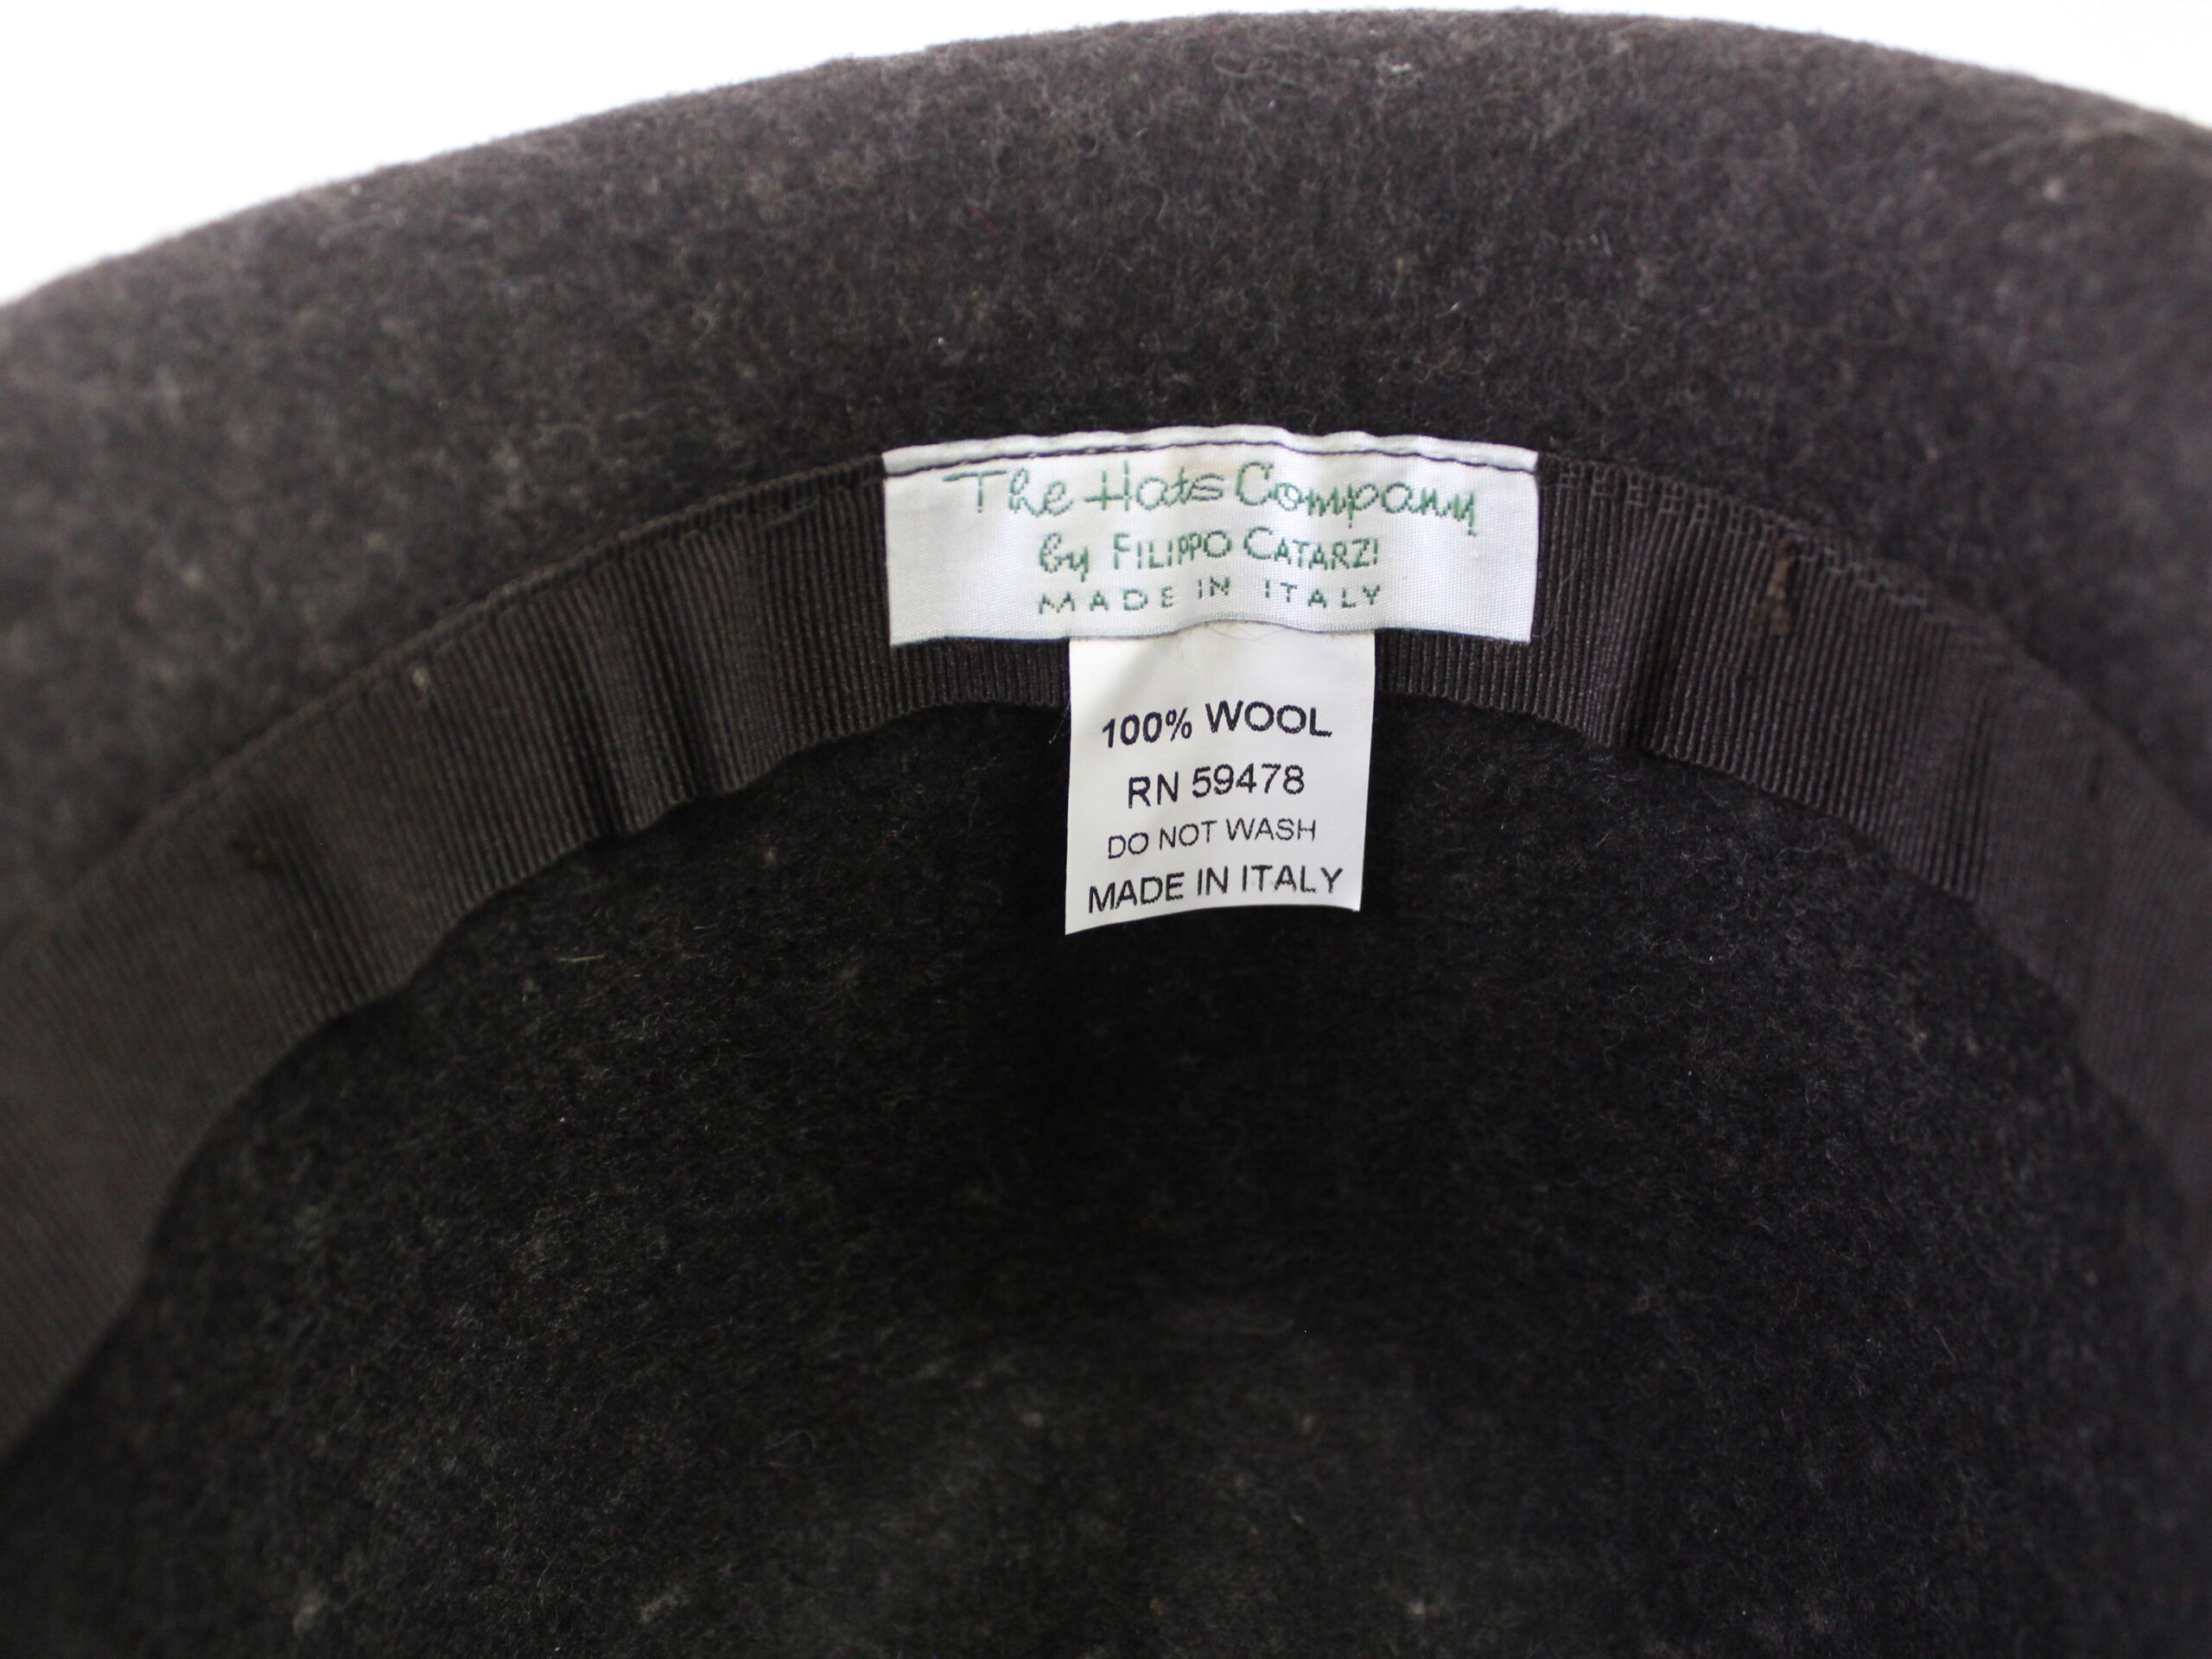 The Hats Company
by FILIPPO CATARZI
MADE IN ITALY
100% WOOL
RN 59478
DO NOT WASH
MADE IN ITALY